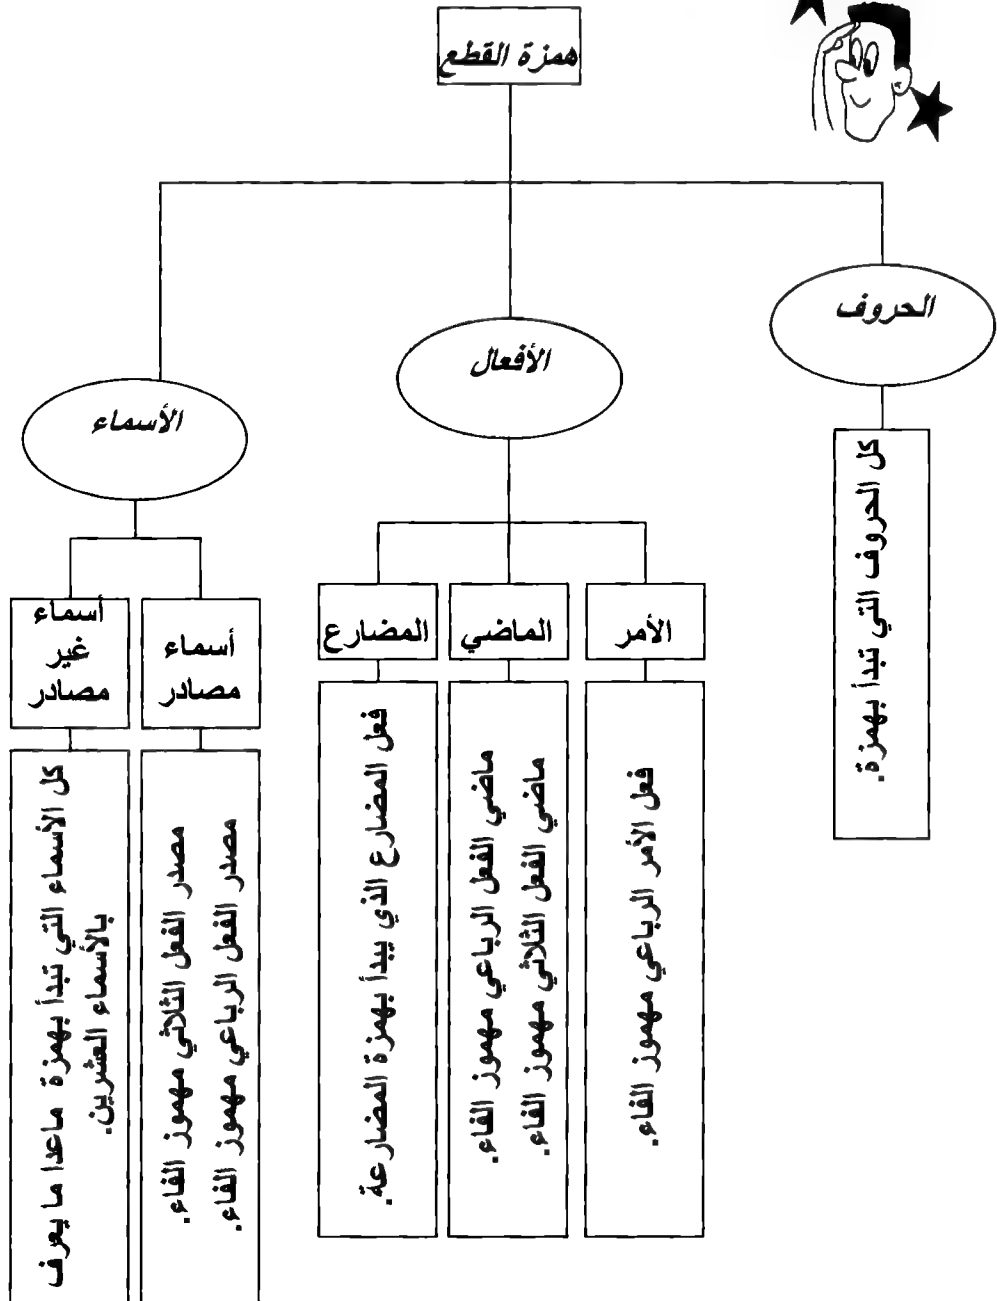 همزة القطع
الحروف
كل الحروف التي تبدأ بهمزة.
الأفعال
الأمر
فعل الأمر الرباعي مهموز الفاء.
الماضي
ماضي الفعل الثلاثي مهموز الفاء.
ماضي الفعل الرباعي مهموز الفاء.
المضارع
فعل المضارع الذي يبدأ بهمزة المضارعة.
الأسماء
أسماء
مصادر
مصدر الفعل الثلاثي مهموز الفاء.
مصدر الفعل الرباعي مهموز الفاء.
أسماء
غير
مصادر
كل الأسماء التي تبدأ بهمزة ماعدا ما يعرف
بالأسماء العشرين.